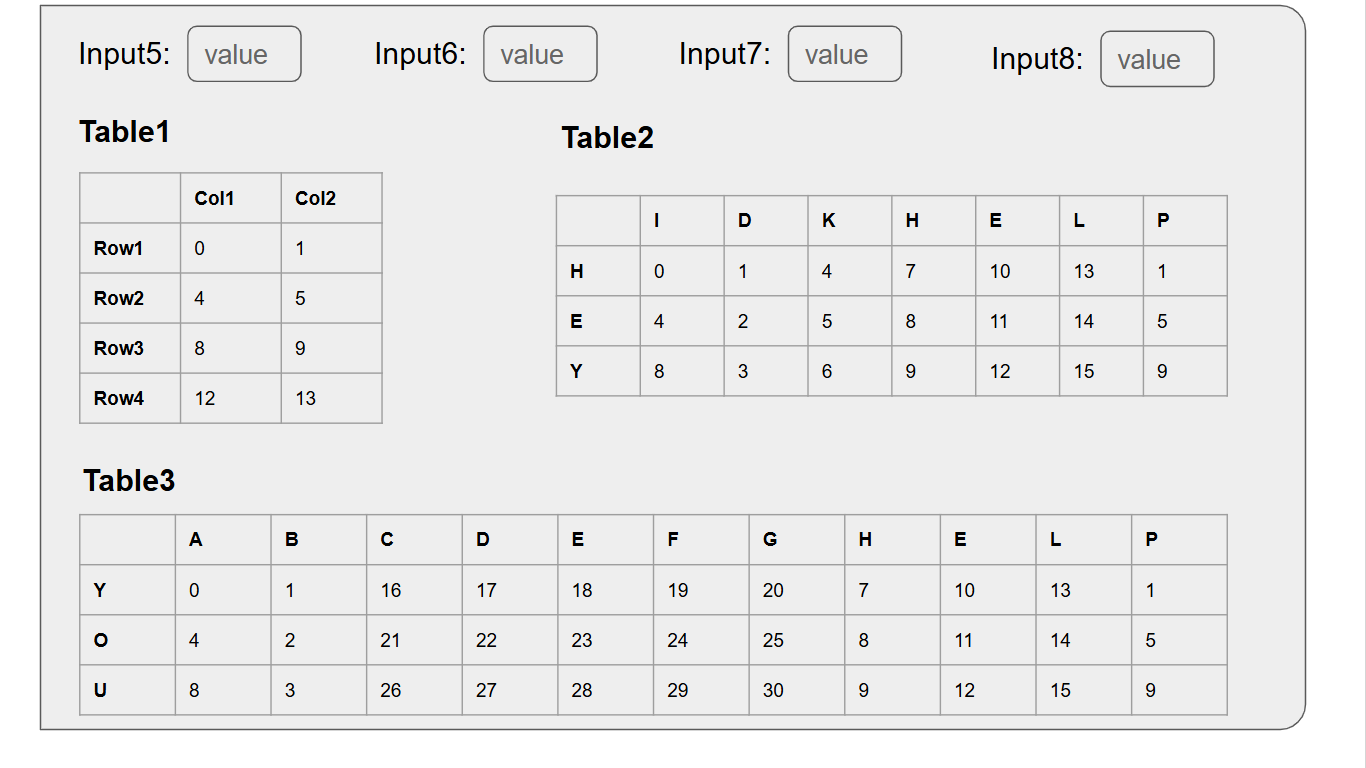 Input5: value Input6: value Input7: value Input8: value
Table1
Col1 Col2
Row1 0 1
Row2 4 5
Row3 8 9
Row4 12 13
Table2
I D K H E L P
H 0 1 4 7 10 13 1
E 4 2 5 8 11 14 5
Y 8 3 6 9 12 15 9
Table3
A B C D E F G H E L P
Y 0 1 16 17 18 19 20 7 10 13 1
O 4 2 21 22 23 24 25 8 11 14 5
U 8 3 26 27 28 29 30 9 12 15 9